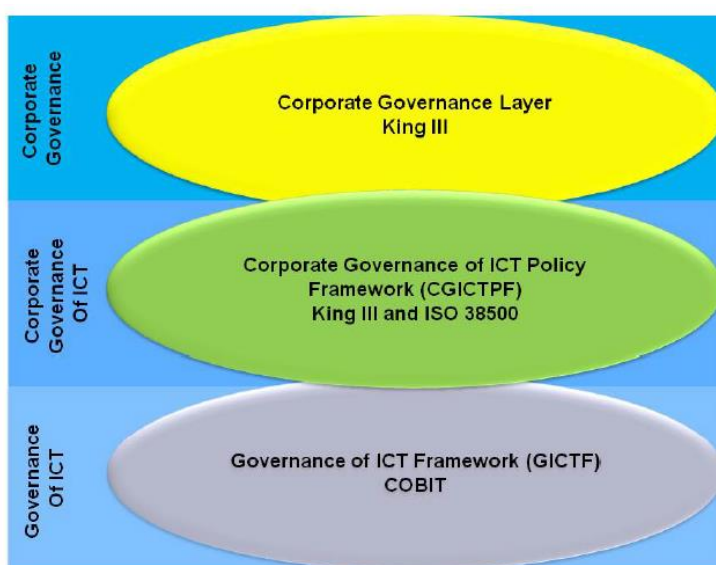 Corporate
Governance
Corporate Governance Layer
King III
Corporate
Governance
Of ICT
Corporate Governance of ICT Policy
Framework (CGICTPF)
King III and ISO 38500
Governance
Of ICT
Governance of ICT Framework (GICTF)
COBIT